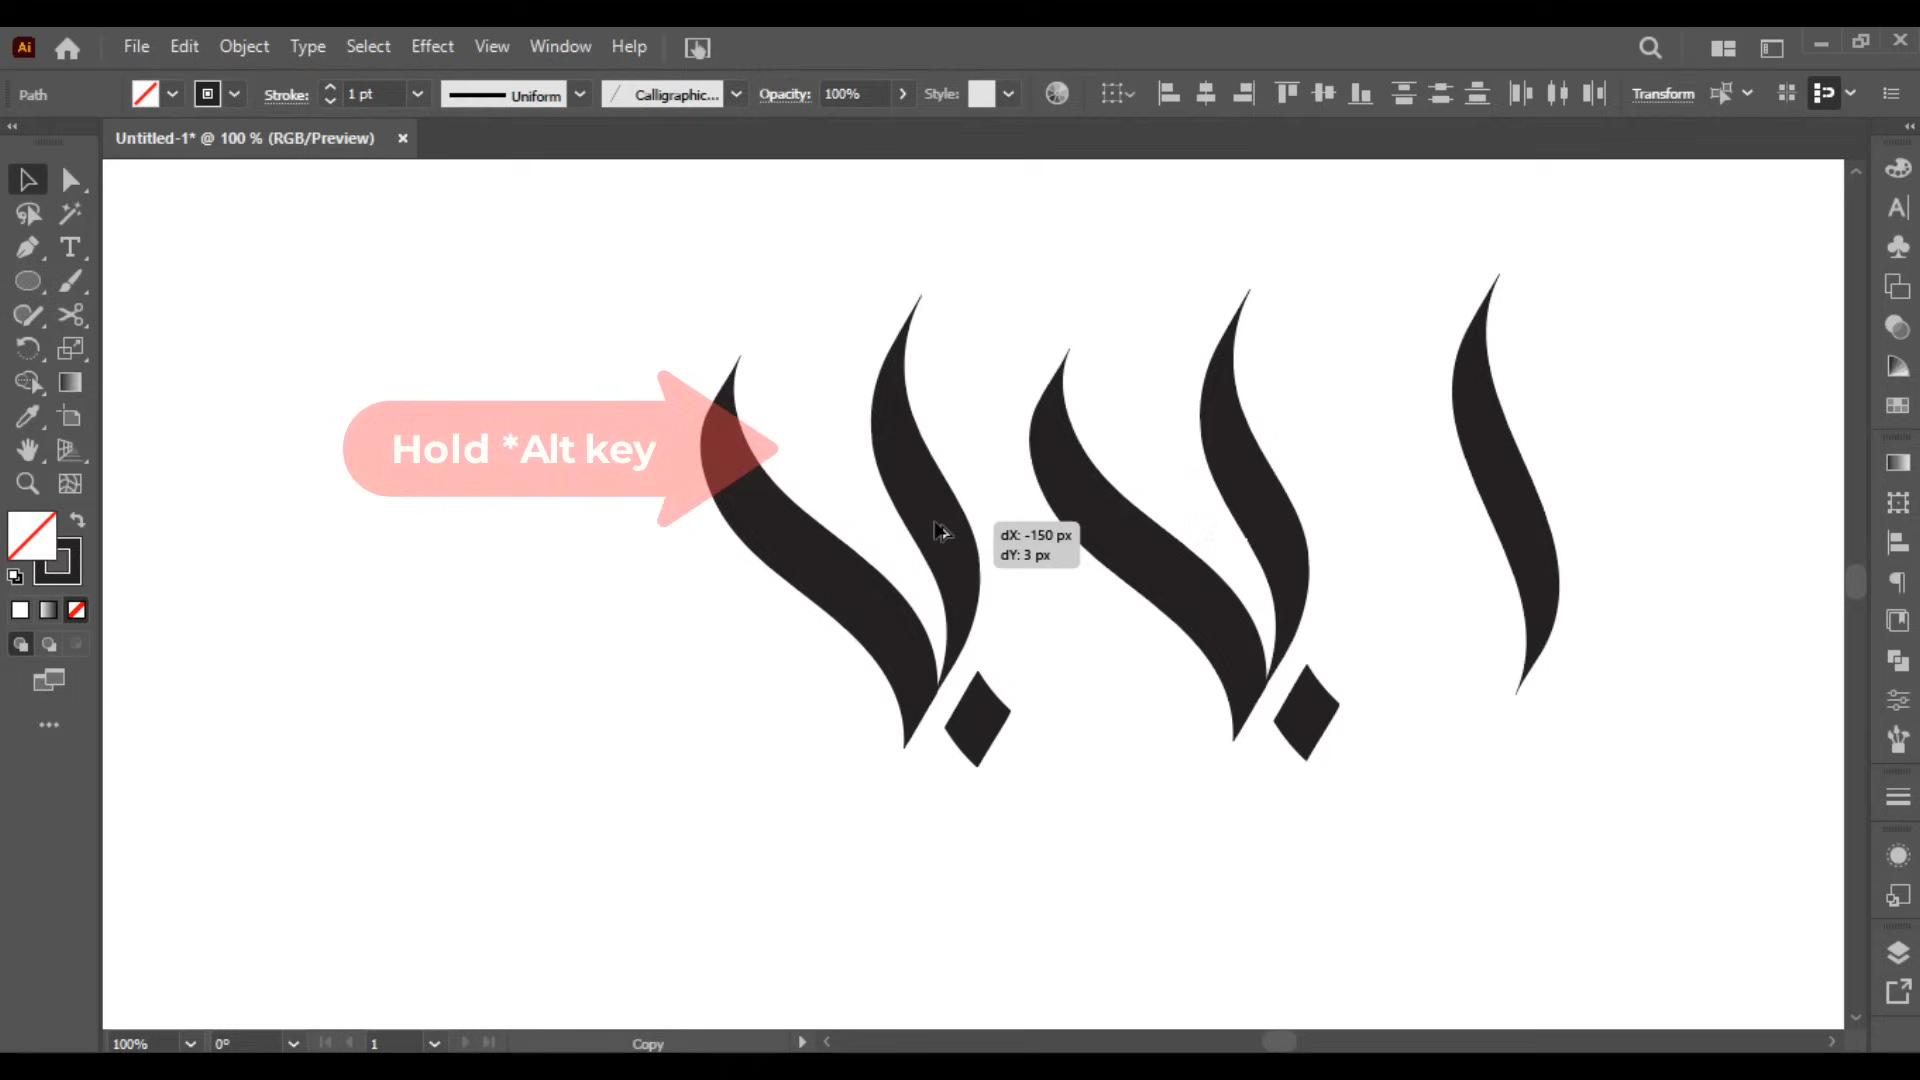 Ai File Edit Object Type Select Effect View Window Help
Path Stroke: 1 pt Uniform Calligraphic... Opacity: 100% Style: Transform
Untitled-1* @ 100 % (RGB/Preview)
Hold *Alt key
dX: -150 px
dY: 3 px
100% 0° 1 Copy